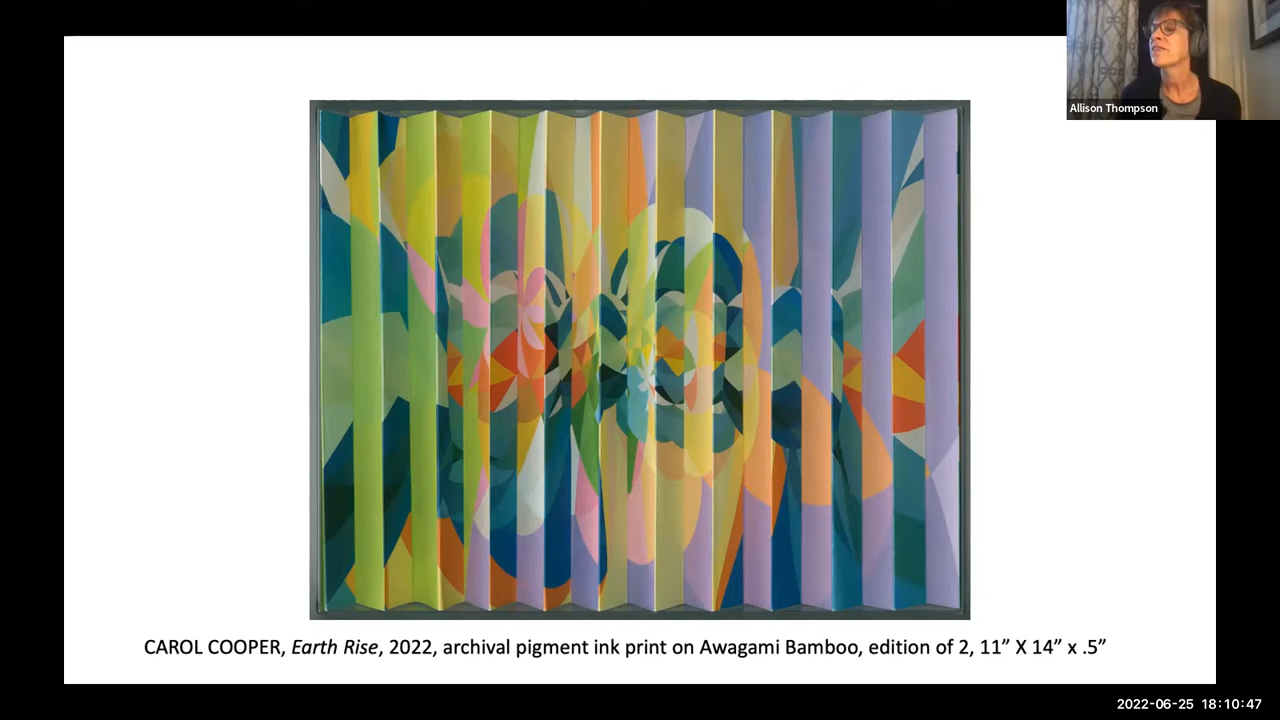 Allison Thompson
CAROL COOPER, Earth Rise, 2022, archival pigment ink print on Awagami Bamboo, edition of 2, 11” X 14” x .5”
2022-06-25 18:10:47